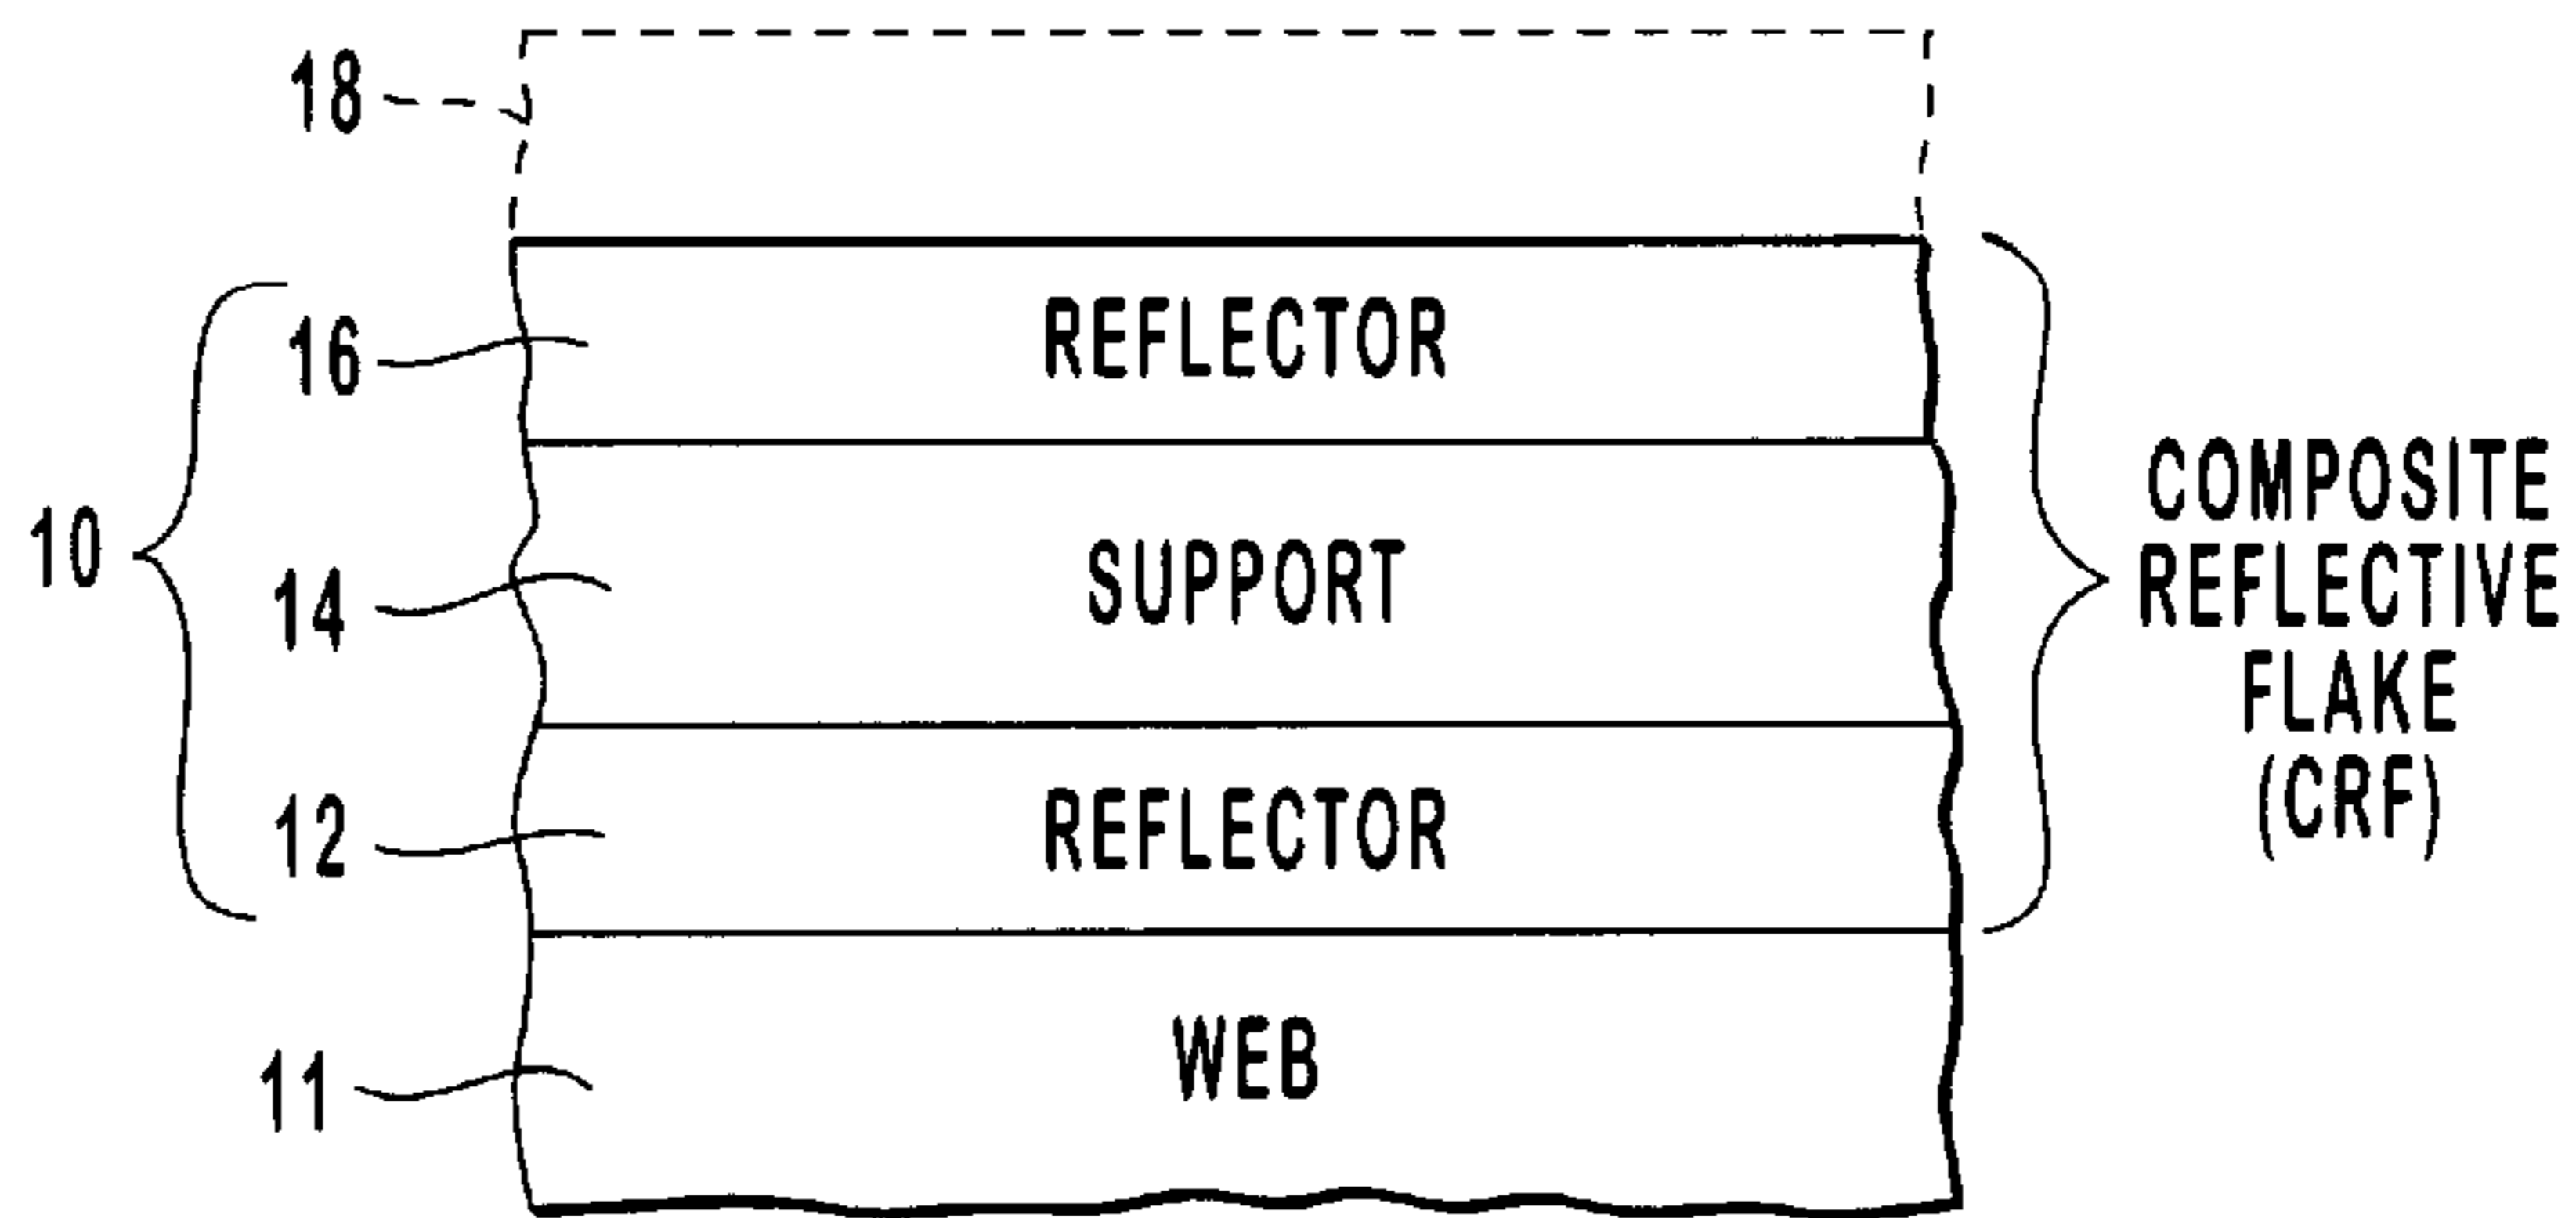 18
REFLECTOR
16
10
COMPOSITE
REFLECTIVE
FLAKE
(CRF)
SUPPORT
14
REFLECTOR
12
WEB
11